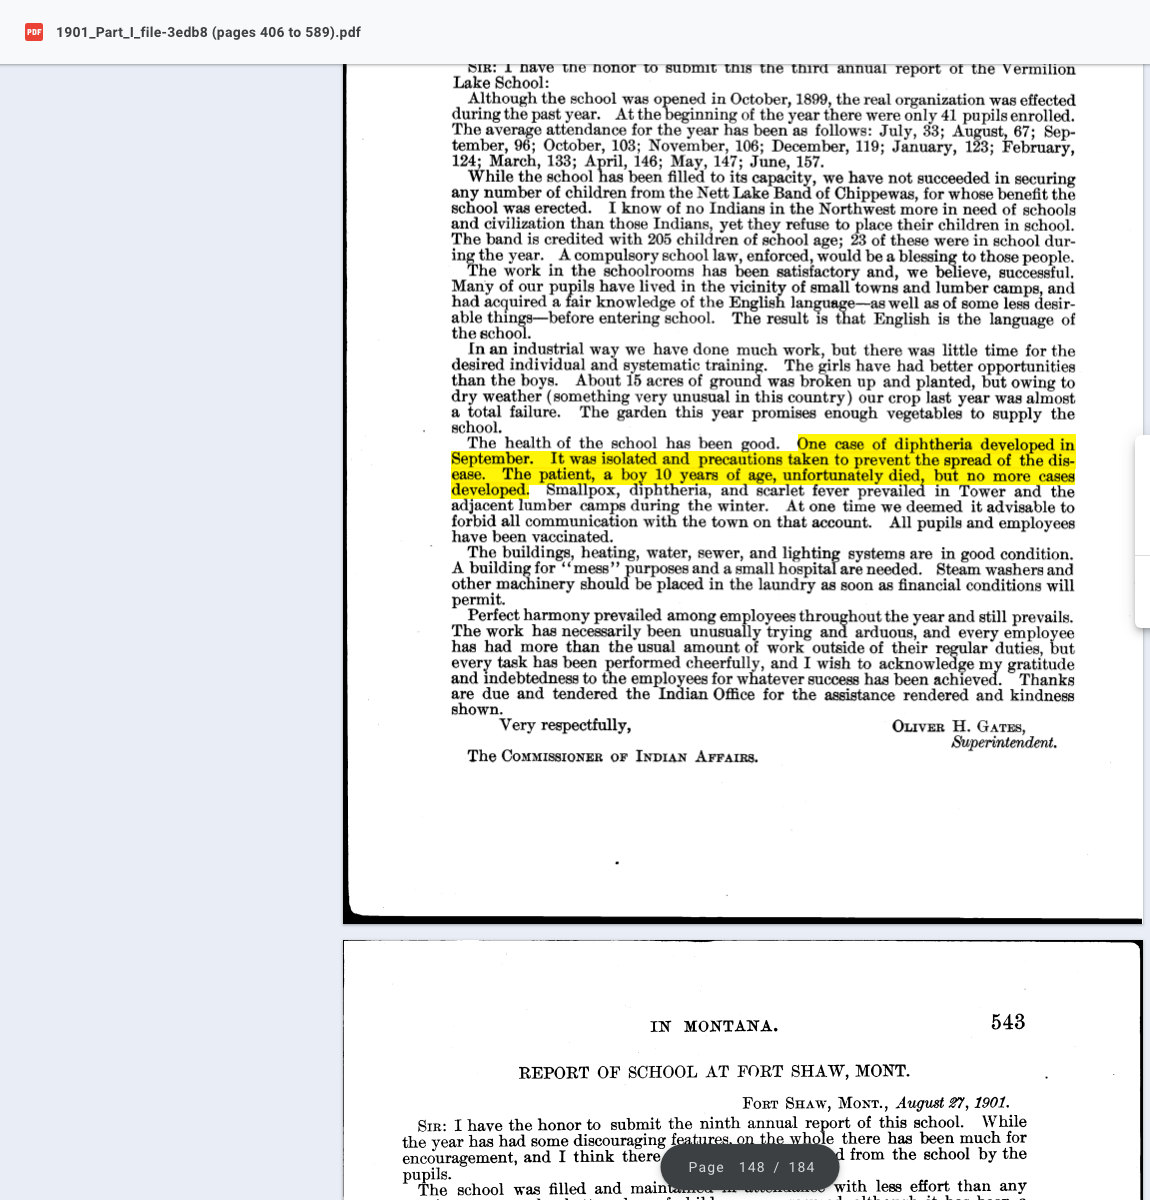 PDF 1901_Part_I_file-3edb8 (pages 406 to 589).pdf
SIR: I have the honor to submit this the third annual report of the Vermilion
Lake School:
Although the school was opened in October, 1899, the real organization was effected
during the past year. At the beginning of the year there were only 41 pupils enrolled.
The average attendance for the year has been as follows: July, 33; August, 67; Sep-
tember, 96; October, 103; November, 106; December, 119; January, 123; February,
124; March, 133; April, 146; May, 147; June, 157.
While the school has been filled to its capacity, we have not succeeded in securing
any number of children from the Nett Lake Band of Chippewas, for whose benefit the
school was erected. I know of no Indians in the Northwest more in need of schools
and civilization than those Indians, yet they refuse to place their children in school.
The band is credited with 205 children of school age; 23 of these were in school dur-
ing the year. A compulsory school law, enforced, would be a blessing to those people.
The work in the schoolrooms has been satisfactory and, we believe, successful.
Many of our pupils have lived in the vicinity of small towns and lumber camps, and
had acquired a fair knowledge of the English language—as well as of some less desir-
able things—before entering school. The result is that English is the language of
the school.
In an industrial way we have done much work, but there was little time for the
desired individual and systematic training. The girls have had better opportunities
than the boys. About 15 acres of ground was broken up and planted, but owing to
dry weather (something very unusual in this country) our crop last year was almost
a total failure. The garden this year promises enough vegetables to supply the
school.
The health of the school has been good. One case of diphtheria developed in
September. It was isolated and precautions taken to prevent the spread of the dis-
ease. The patient, a boy 10 years of age, unfortunately died, but no more cases
developed. Smallpox, diphtheria, and scarlet fever prevailed in Tower and the
adjacent lumber camps during the winter. At one time we deemed it advisable to
forbid all communication with the town on that account. All pupils and employees
have been vaccinated.
The buildings, heating, water, sewer, and lighting systems are in good condition.
A building for "mess" purposes and a small hospital are needed. Steam washers and
other machinery should be placed in the laundry as soon as financial conditions will
permit.
Perfect harmony prevailed among employees throughout the year and still prevails.
The work has necessarily been unusually trying and arduous, and every employee
has had more than the usual amount of work outside of their regular duties, but
every task has been performed cheerfully, and I wish to acknowledge my gratitude
and indebtedness to the employees for whatever success has been achieved. Thanks
are due and tendered the Indian Office for the assistance rendered and kindness
shown.
Very respectfully, OLIVER H. GATES,
Superintendent.
The COMMISSIONER OF INDIAN AFFAIRS.
IN MONTANA. 543
REPORT OF SCHOOL AT FORT SHAW, MONT.
FORT SHAW, MONT., August 27, 1901.
SIR: I have the honor to submit the ninth annual report of this school. While
the year has had some discouraging features, on the whole there has been much for
encouragement, and I think there from the school by the
pupils.
The school was filled and with less effort than any
Page 148 / 184